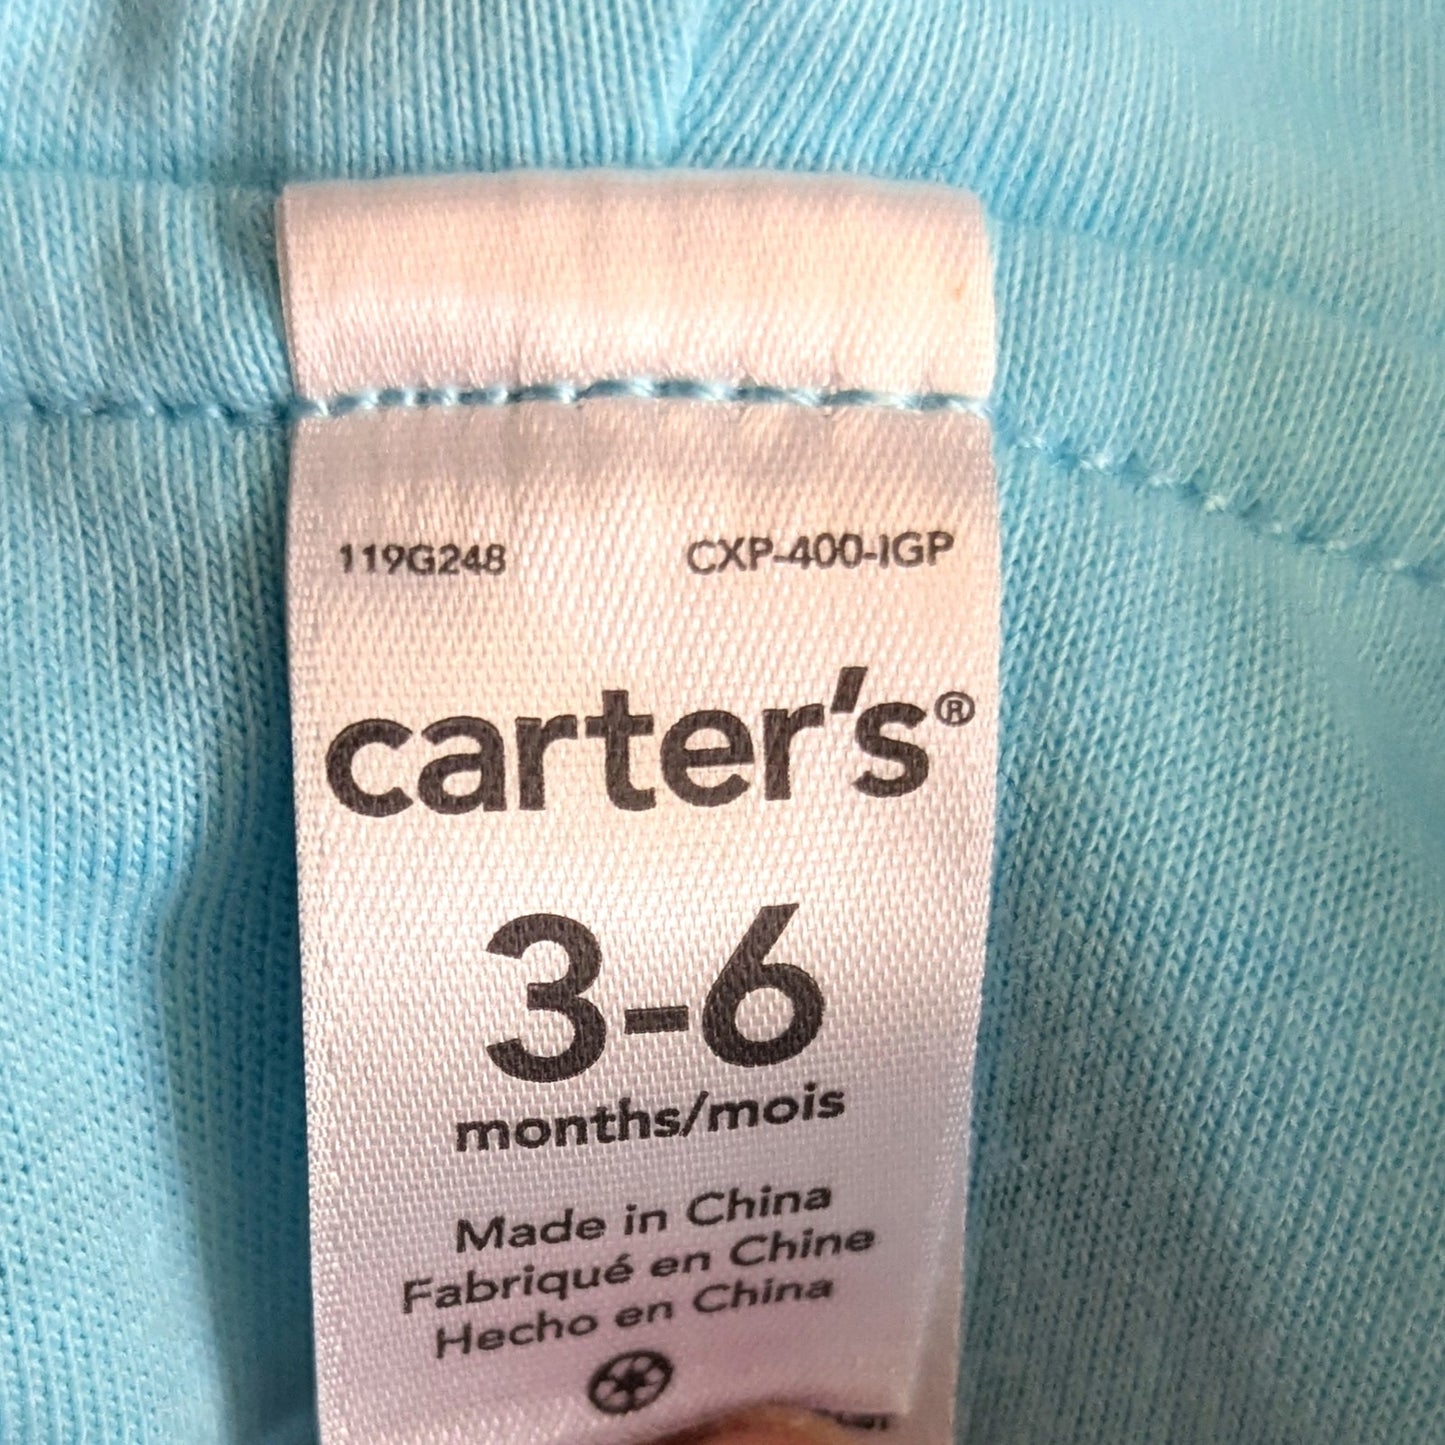 119G248 CXP-400-IGP
carter's®
3-6
months/mois
Made in China
Fabriqué en Chine
Hecho en China